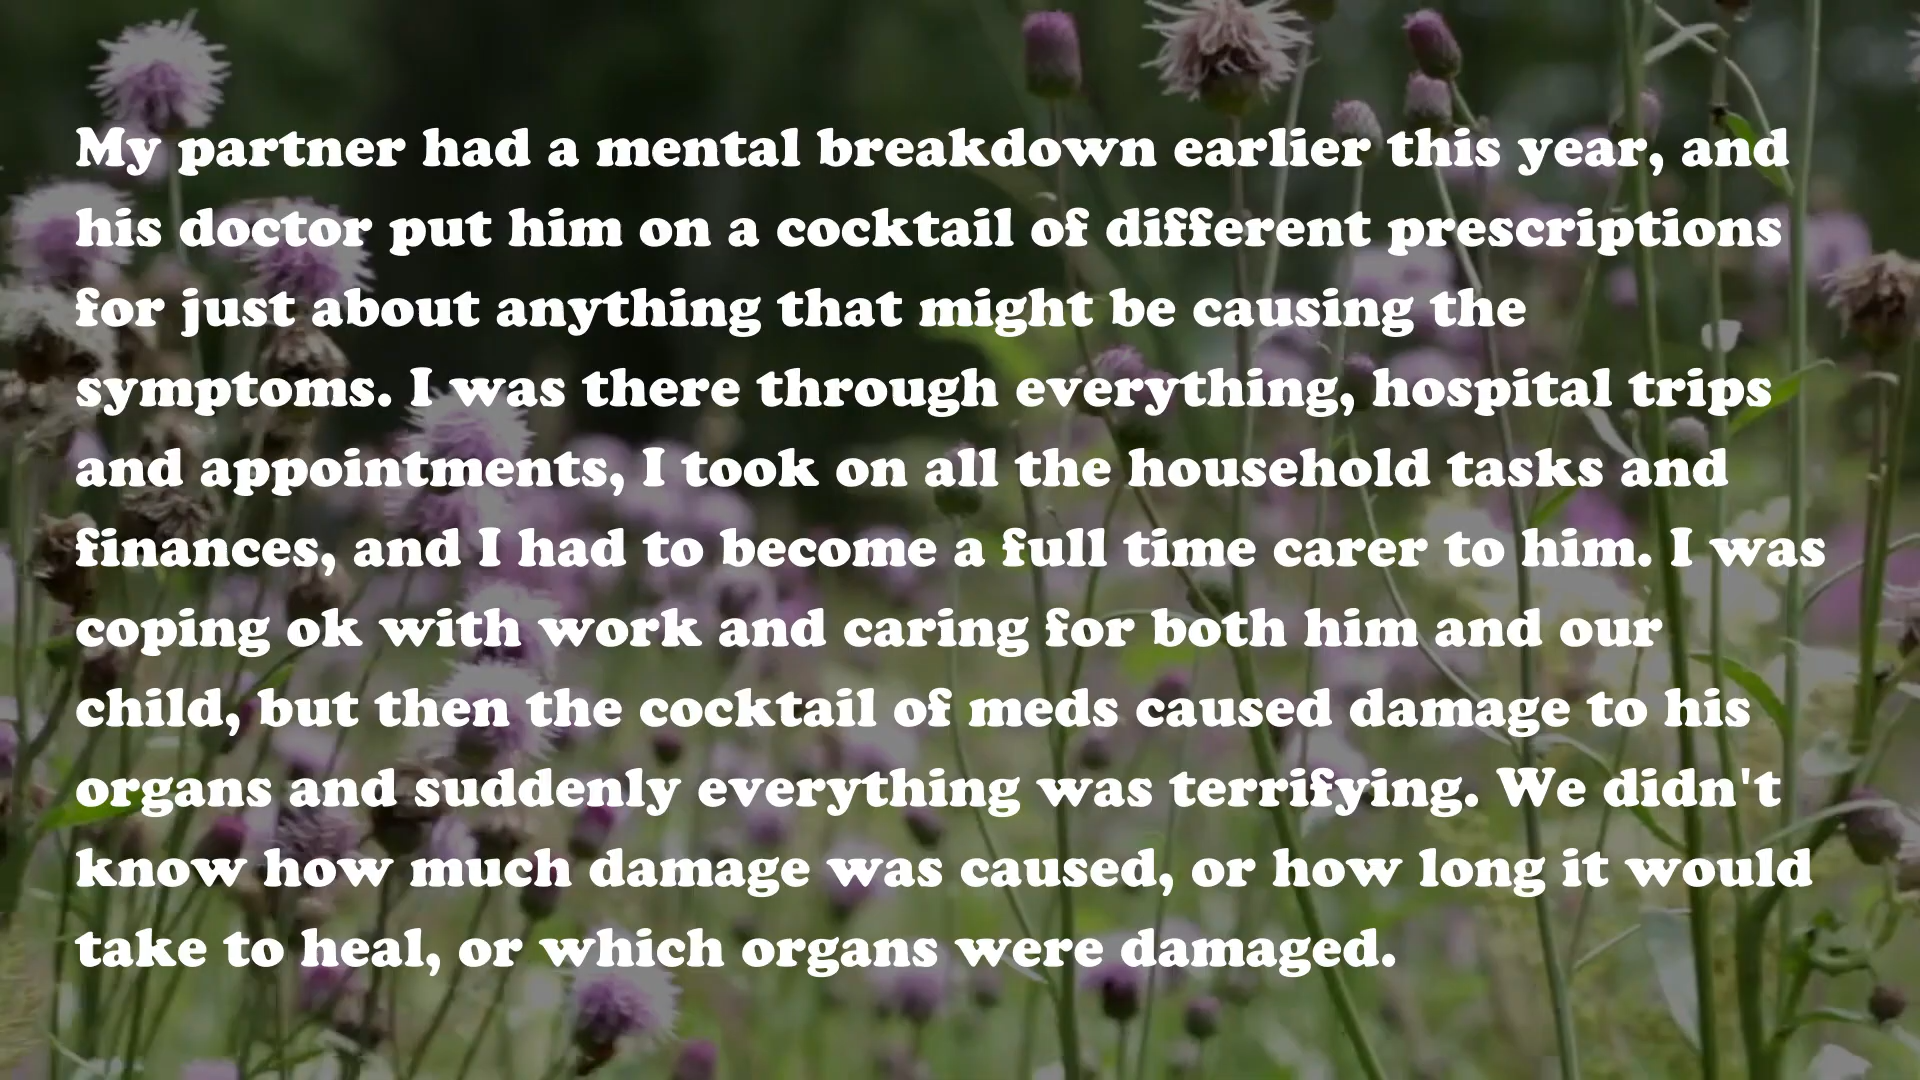 My partner had a mental breakdown earlier this year, and
his doctor put him on a cocktail of different prescriptions
for just about anything that might be causing the
symptoms. I was there through everything, hospital trips
and appointments, I took on all the household tasks and
finances, and I had to become a full time carer to him. I was
coping ok with work and caring for both him and our
child, but then the cocktail of meds caused damage to his
organs and suddenly everything was terrifying. We didn't
know how much damage was caused, or how long it would
take to heal, or which organs were damaged.